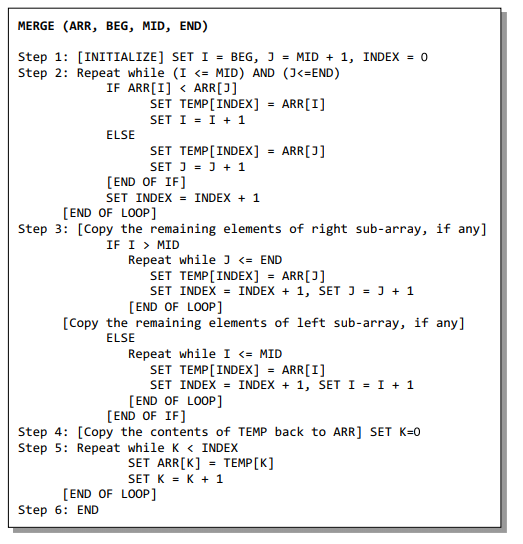 MERGE (ARR, BEG, MID, END)
Step 1: [INITIALIZE] SET I = BEG, J = MID + 1, INDEX = 0
Step 2: Repeat while (I <= MID) AND (J<=END)
IF ARR[I] < ARR[J]
SET TEMP[INDEX] = ARR[I]
SET I = I + 1
ELSE
SET TEMP[INDEX] = ARR[J]
SET J = J + 1
[END OF IF]
SET INDEX = INDEX + 1
[END OF LOOP]
Step 3: [Copy the remaining elements of right sub-array, if any]
IF I > MID
Repeat while J <= END
SET TEMP[INDEX] = ARR[J]
SET INDEX = INDEX + 1, SET J = J + 1
[END OF LOOP]
[Copy the remaining elements of left sub-array, if any]
ELSE
Repeat while I <= MID
SET TEMP[INDEX] = ARR[I]
SET INDEX = INDEX + 1, SET I = I + 1
[END OF LOOP]
[END OF IF]
Step 4: [Copy the contents of TEMP back to ARR] SET K=0
Step 5: Repeat while K < INDEX
SET ARR[K] = TEMP[K]
SET K = K + 1
[END OF LOOP]
Step 6: END